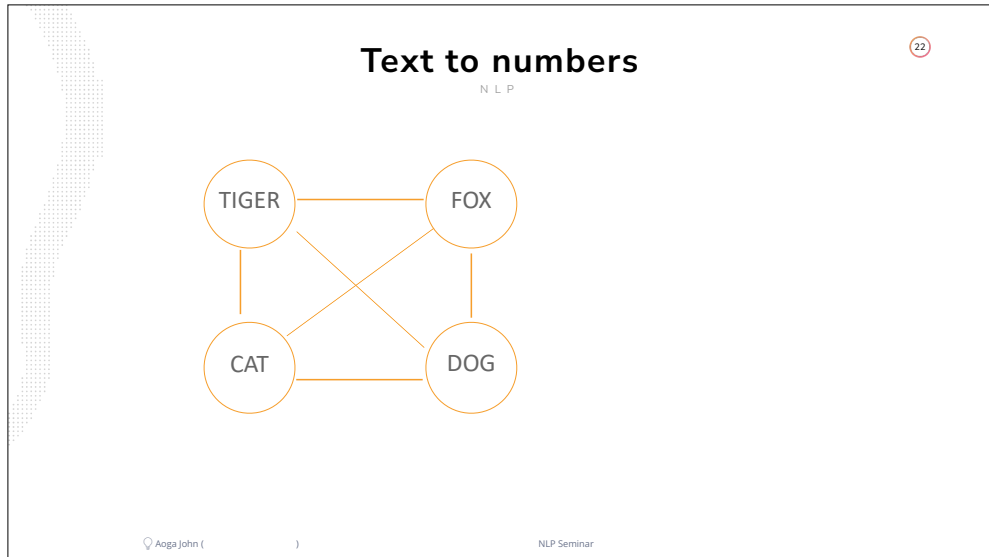 Text to numbers
22
NLP
TIGER
FOX
CAT
DOG
Aoga John ( )
NLP Seminar